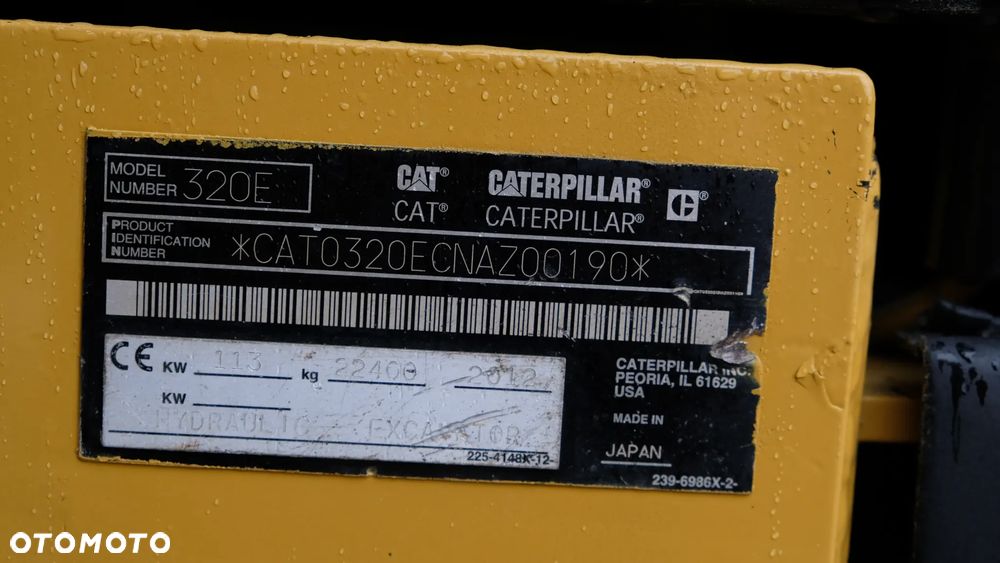 MODEL NUMBER 320E
CAT® CATERPILLAR®
CAT® CATERPILLAR® C®
PRODUCT IDENTIFICATION NUMBER *CAT0320ECNAZ00190*
CE KW 113 kg 22400 2012
KW
HYDRAULIC EXCAVATOR
225-4148X-12-
CATERPILLAR INC.
PEORIA, IL 61629
USA
MADE IN
JAPAN
239-6986X-2-
OTOMOTO